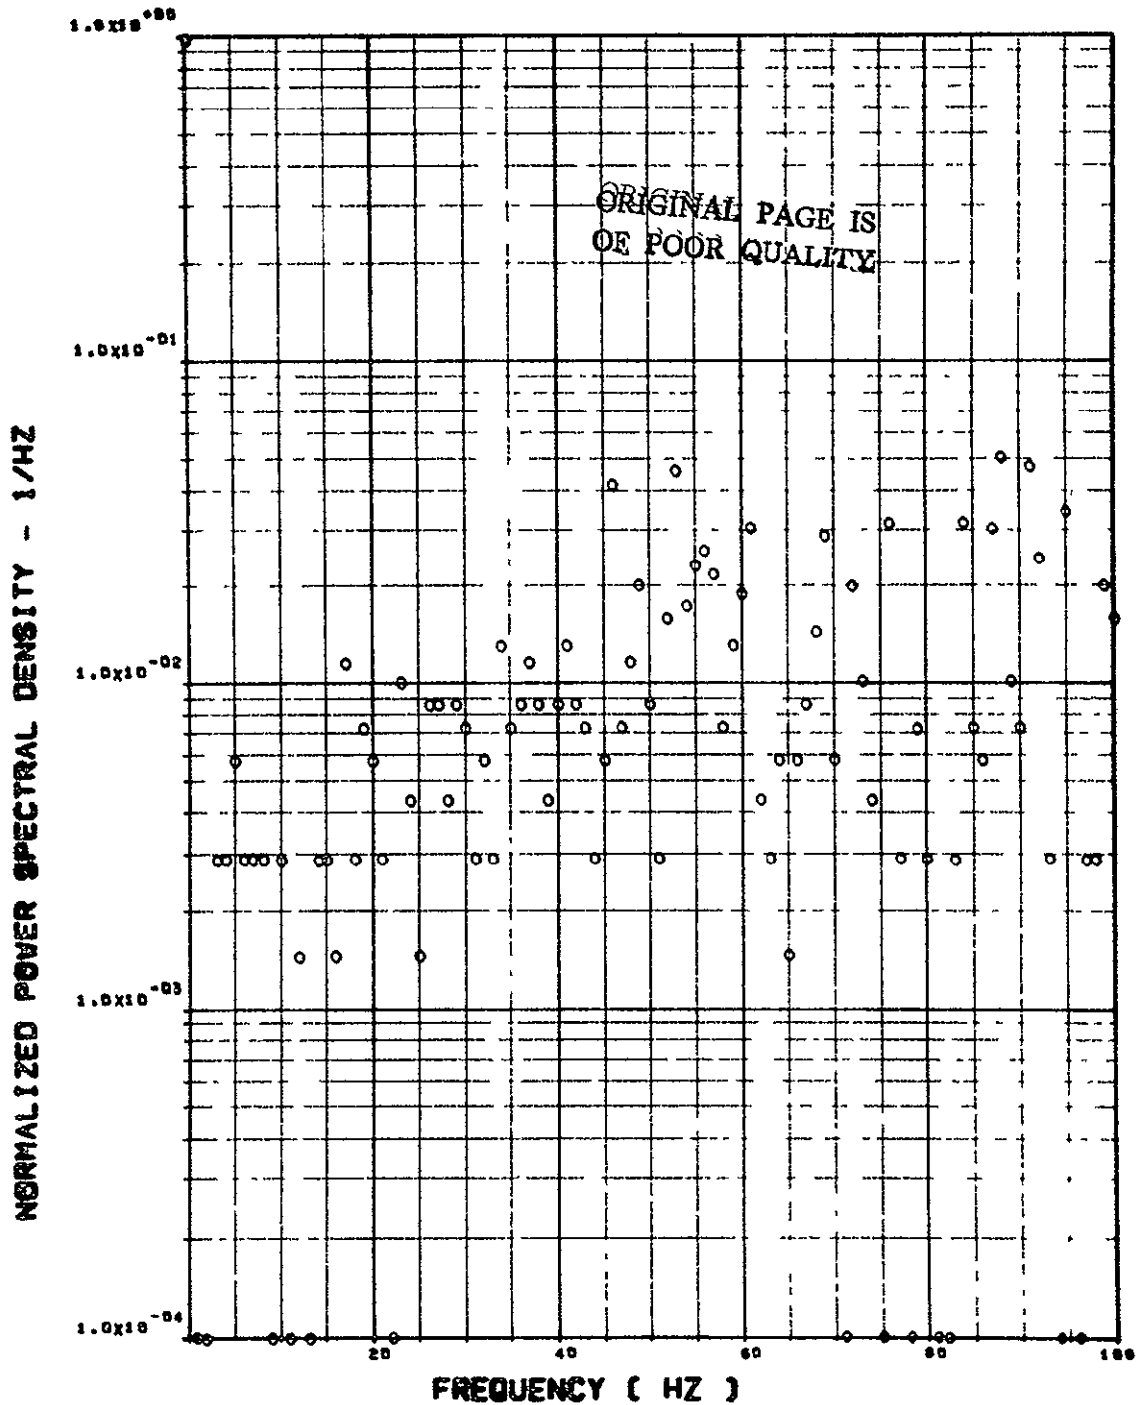 1.0X10+00
ORIGINAL PAGE IS
OF POOR QUALITY
1.0X10-01
1.0X10-02
1.0X10-03
1.0X10-04
NORMALIZED POWER SPECTRAL DENSITY - 1/HZ
20 40 60 80 100
FREQUENCY ( HZ )